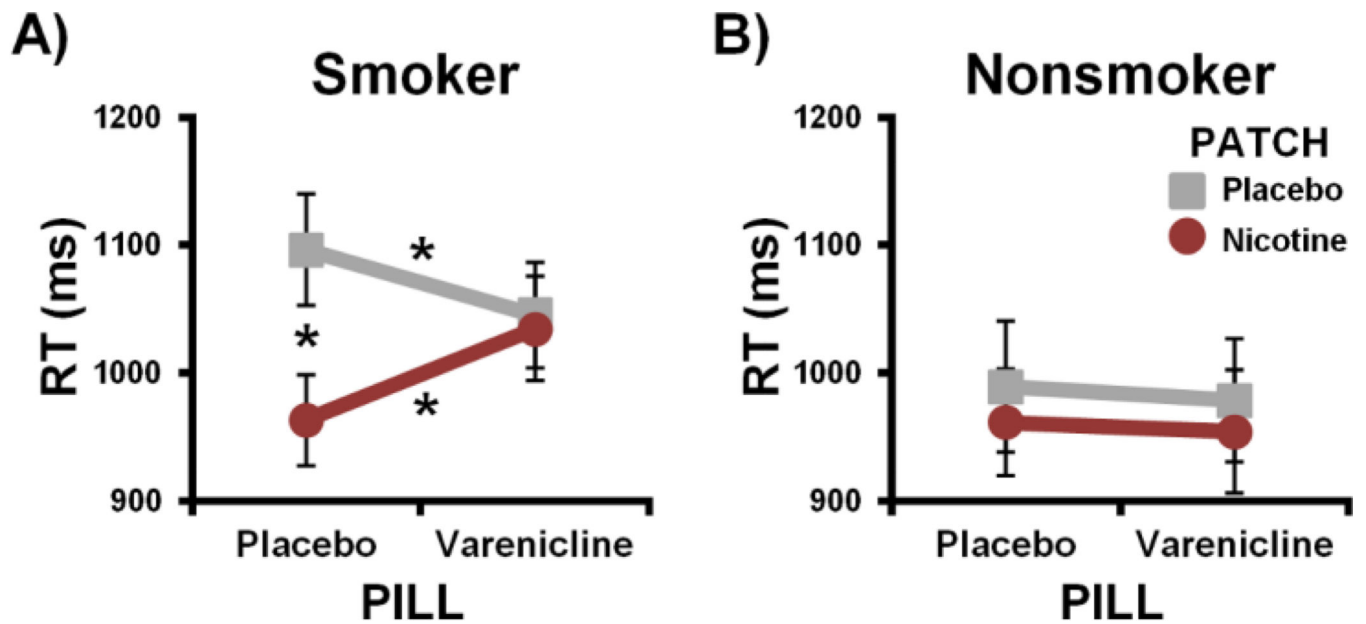 A)
Smoker
1200
1100
1000
900
RT (ms)
*
*
*
Placebo Varenicline
PILL
B)
Nonsmoker
PATCH
Placebo
Nicotine
1200
1100
1000
900
RT (ms)
Placebo Varenicline
PILL